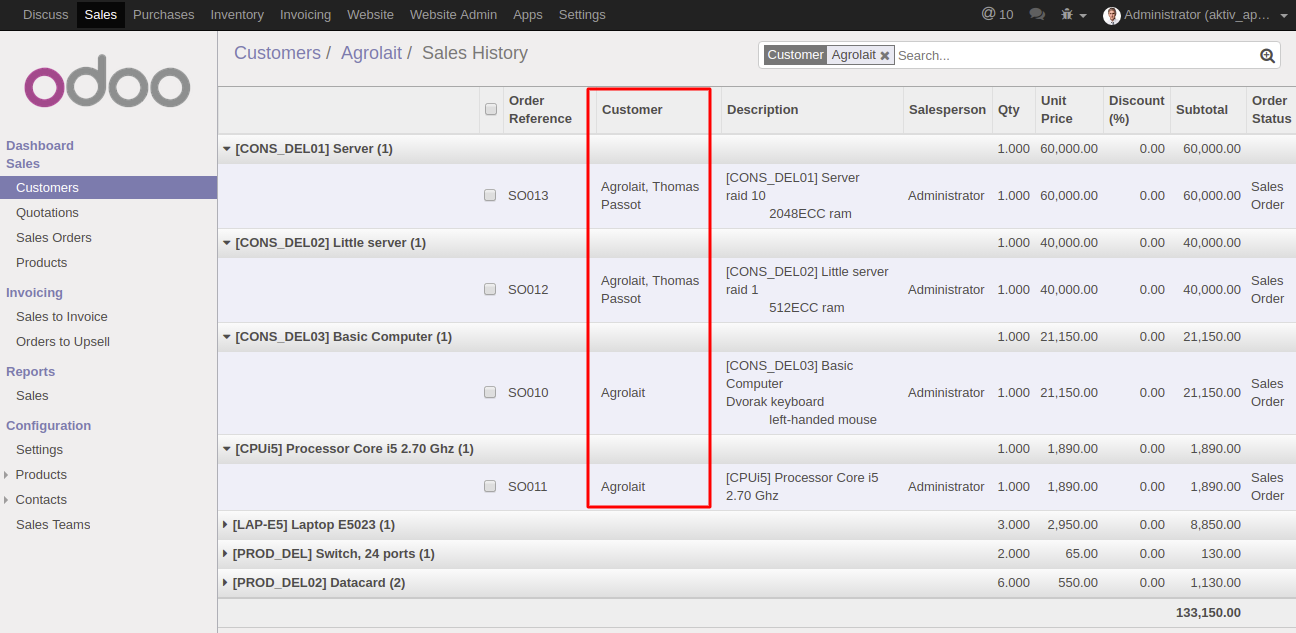 Discuss Sales Purchases Inventory Invoicing Website Website Admin Apps Settings @ 10 Administrator (aktiv_ap...
odoo
Customers / Agrolait / Sales History
Customer Agrolait Search...
Dashboard
Sales
Customers
Quotations
Sales Orders
Products
Invoicing
Sales to Invoice
Orders to Upsell
Reports
Sales
Configuration
Settings
Products
Contacts
Sales Teams
Order Reference Customer Description Salesperson Qty Unit Price Discount (%) Subtotal Order Status
[CONS_DEL01] Server (1) 1.000 60,000.00 0.00 60,000.00
SO013 Agrolait, Thomas Passot [CONS_DEL01] Server raid 10 2048ECC ram Administrator 1.000 60,000.00 0.00 60,000.00 Sales Order
[CONS_DEL02] Little server (1) 1.000 40,000.00 0.00 40,000.00
SO012 Agrolait, Thomas Passot [CONS_DEL02] Little server raid 1 512ECC ram Administrator 1.000 40,000.00 0.00 40,000.00 Sales Order
[CONS_DEL03] Basic Computer (1) 1.000 21,150.00 0.00 21,150.00
SO010 Agrolait [CONS_DEL03] Basic Computer Dvorak keyboard left-handed mouse Administrator 1.000 21,150.00 0.00 21,150.00 Sales Order
[CPUi5] Processor Core i5 2.70 Ghz (1) 1.000 1,890.00 0.00 1,890.00
SO011 Agrolait [CPUi5] Processor Core i5 2.70 Ghz Administrator 1.000 1,890.00 0.00 1,890.00 Sales Order
[LAP-E5] Laptop E5023 (1) 3.000 2,950.00 0.00 8,850.00
[PROD_DEL] Switch, 24 ports (1) 2.000 65.00 0.00 130.00
[PROD_DEL02] Datacard (2) 6.000 550.00 0.00 1,130.00
133,150.00